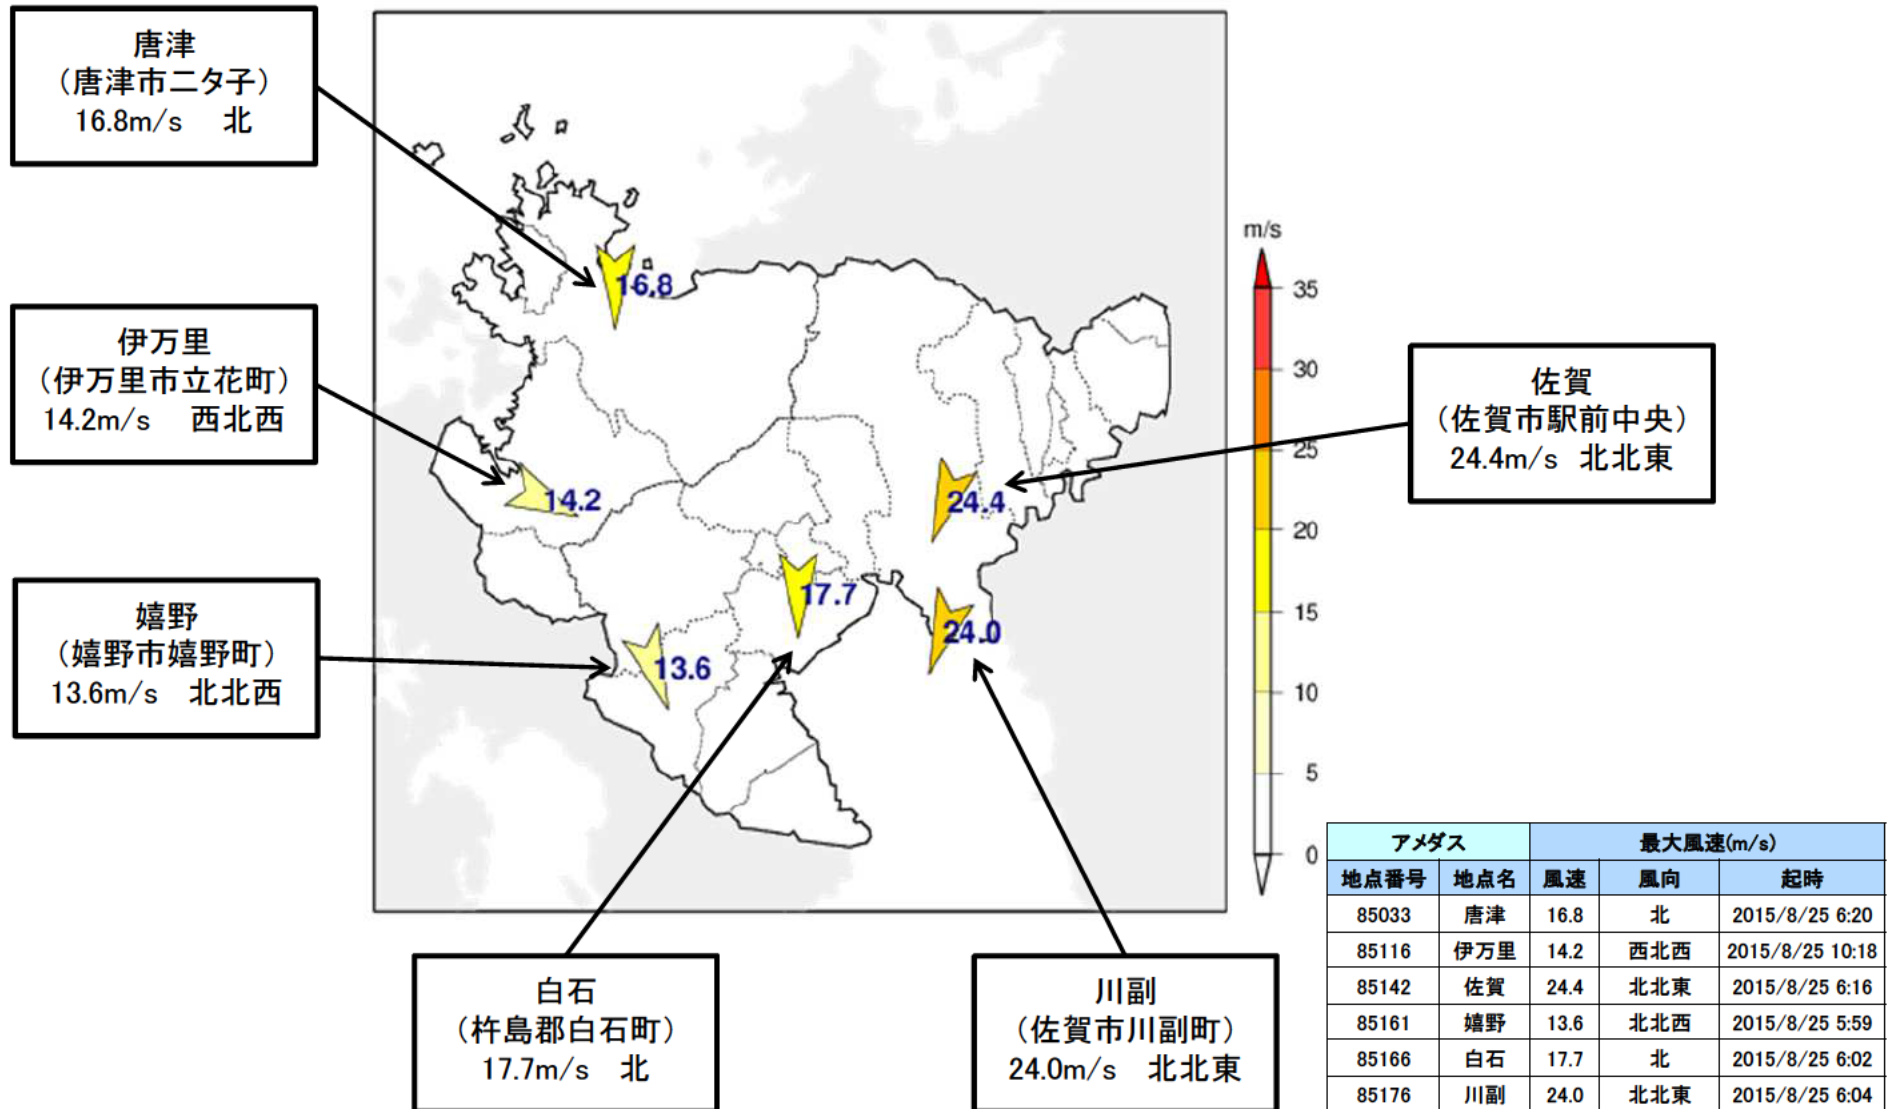 唐津
（唐津市二タ子）
16.8m/s 北
伊万里
（伊万里市立花町）
14.2m/s 西北西
嬉野
（嬉野市嬉野町）
13.6m/s 北北西
16.8
14.2
13.6
17.7
24.4
24.0
m/s
35
30
25
20
15
10
5
0
佐賀
（佐賀市駅前中央）
24.4m/s 北北東
白石
（杵島郡白石町）
17.7m/s 北
川副
（佐賀市川副町）
24.0m/s 北北東
アメダス 最大風速(m/s)
地点番号 地点名 風速 風向 起時
85033 唐津 16.8 北 2015/8/25 6:20
85116 伊万里 14.2 西北西 2015/8/25 10:18
85142 佐賀 24.4 北北東 2015/8/25 6:16
85161 嬉野 13.6 北北西 2015/8/25 5:59
85166 白石 17.7 北 2015/8/25 6:02
85176 川副 24.0 北北東 2015/8/25 6:04